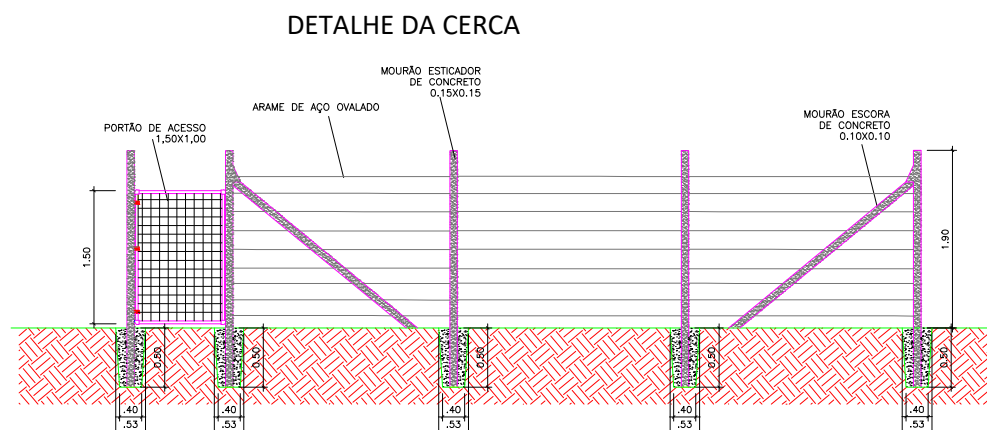 DETALHE DA CERCA
MOURÃO ESTICADOR
DE CONCRETO
0.15X0.15
ARAME DE AÇO OVALADO
PORTÃO DE ACESSO
1,50X1,00
MOURÃO ESCORA
DE CONCRETO
0.10X0.10
1.50
1.90
0.50
0.50
0.50
0.50
0.50
.40
.53
.40
.53
.40
.53
.40
.53
.40
.53